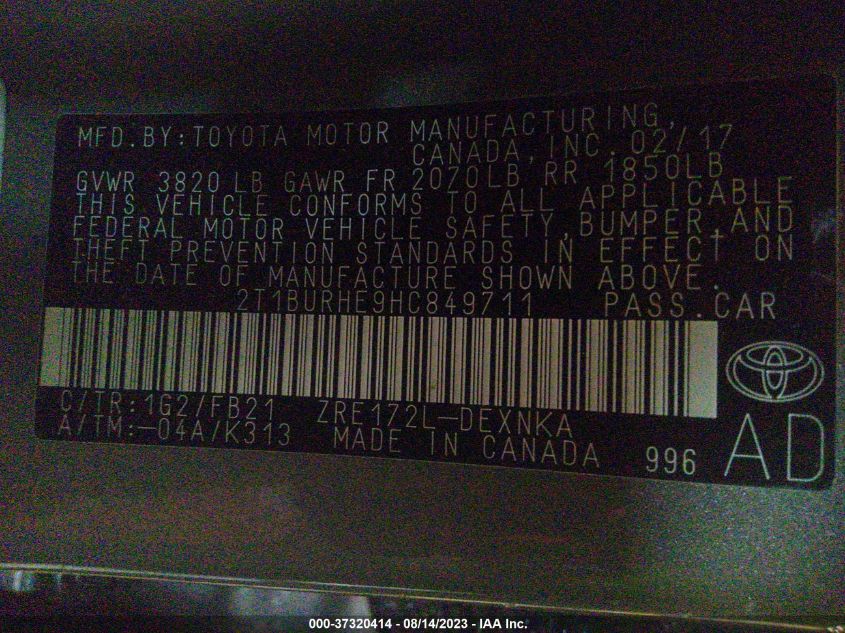 MFD.BY:TOYOTA MOTOR MANUFACTURING,
CANADA, INC. 02/17
GVWR 3820 LB GAWR FR 2070LB RR 1850LB
THIS VEHICLE CONFORMS TO ALL APPLICABLE
FEDERAL MOTOR VEHICLE SAFETY, BUMPER, AND
THEFT PREVENTION STANDARDS IN EFFECT ON
THE DATE OF MANUFACTURE SHOWN ABOVE.
2T1BURHE9HC849711 PASS.CAR
C/TR:1G2/FB21 ZRE172L-DEXNKA
A/TM:-04A/K313 MADE IN CANADA 996 AD
000-37320414 - 08/14/2023 - IAA Inc.